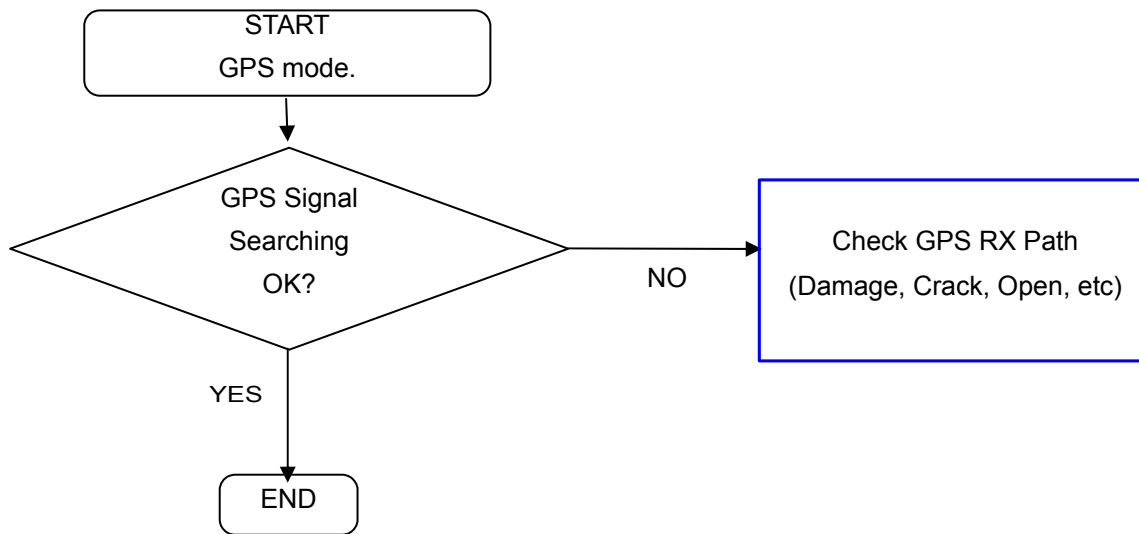 START
GPS mode.
GPS Signal
Searching
OK?
NO
Check GPS RX Path
(Damage, Crack, Open, etc)
YES
END